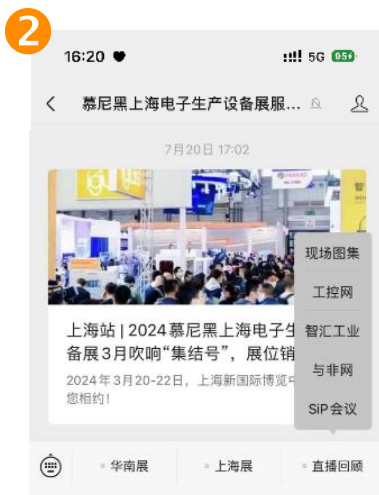 2
16:20
5G
95
慕尼黑上海电子生产设备展服...
7月20日 17:02
现场图集
工控网
智汇工业
与非网
SiP会议
上海站 | 2024慕尼黑上海电子生
备展3月吹响“集结号”，展位销
2024年3月20-22日，上海新国际博览中
您相约！
华南展
上海展
直播回顾